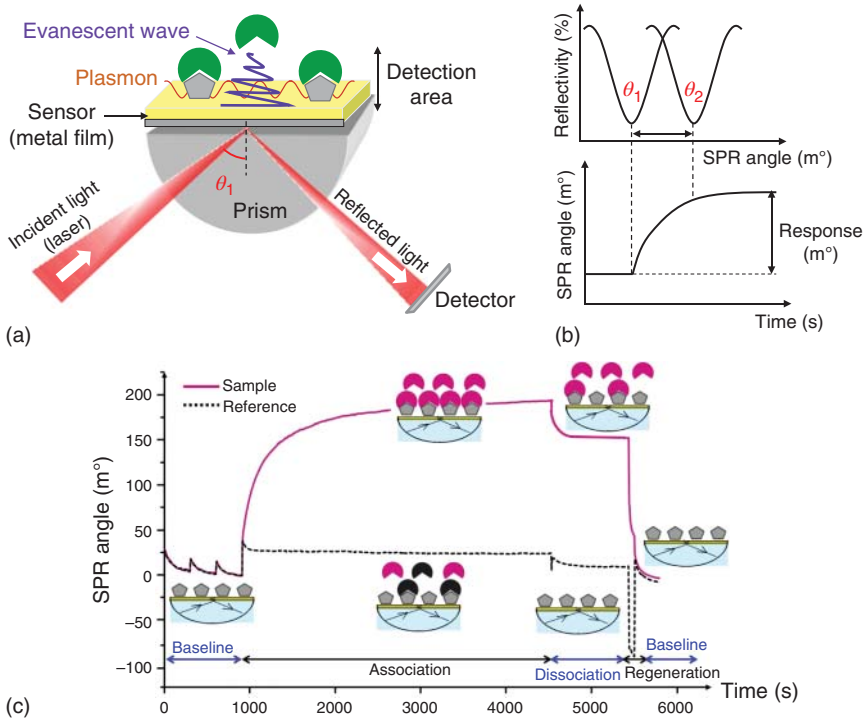 Evanescent wave
Plasmon
Sensor
(metal film)
Detection
area
θ1
Prism
Incident light
(laser)
Reflected light
Detector
(a)
Reflectivity (%)
θ1
θ2
SPR angle (m°)
SPR angle (m°)
Response
(m°)
Time (s)
(b)
Sample
Reference
SPR angle (m°)
200
150
100
50
0
−50
−100
Baseline
Association
Dissociation
Regeneration
Baseline
0
1000
2000
3000
4000
5000
6000
Time (s)
(c)